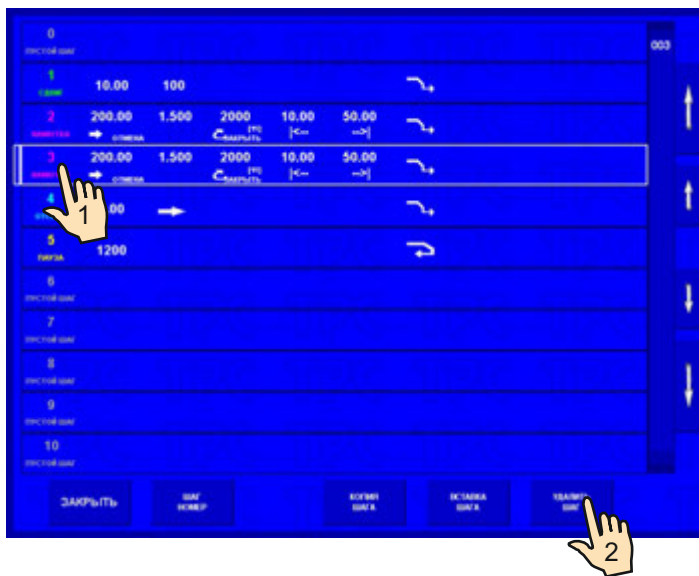 0
ПУСТОЙ ШАГ
003
1
СДВИГ
10.00 100
2
НАМОТКА
200.00 1.500 2000 10.00 50.00
ОТМЕНА ЗАКРЫТЬ |<-- -->|
3
200.00 1.500 2000 10.00 50.00
ОТМЕНА ЗАКРЫТЬ |<-- -->|
4
1
5
ПАУЗА
1200
6
ПУСТОЙ ШАГ
7
ПУСТОЙ ШАГ
8
ПУСТОЙ ШАГ
9
ПУСТОЙ ШАГ
10
ПУСТОЙ ШАГ
ЗАКРЫТЬ
ШАГ
НОМЕР
КОПИЯ
ШАГА
ВСТАВКА
ШАГА
УДАЛИТЬ
ШАГ
2